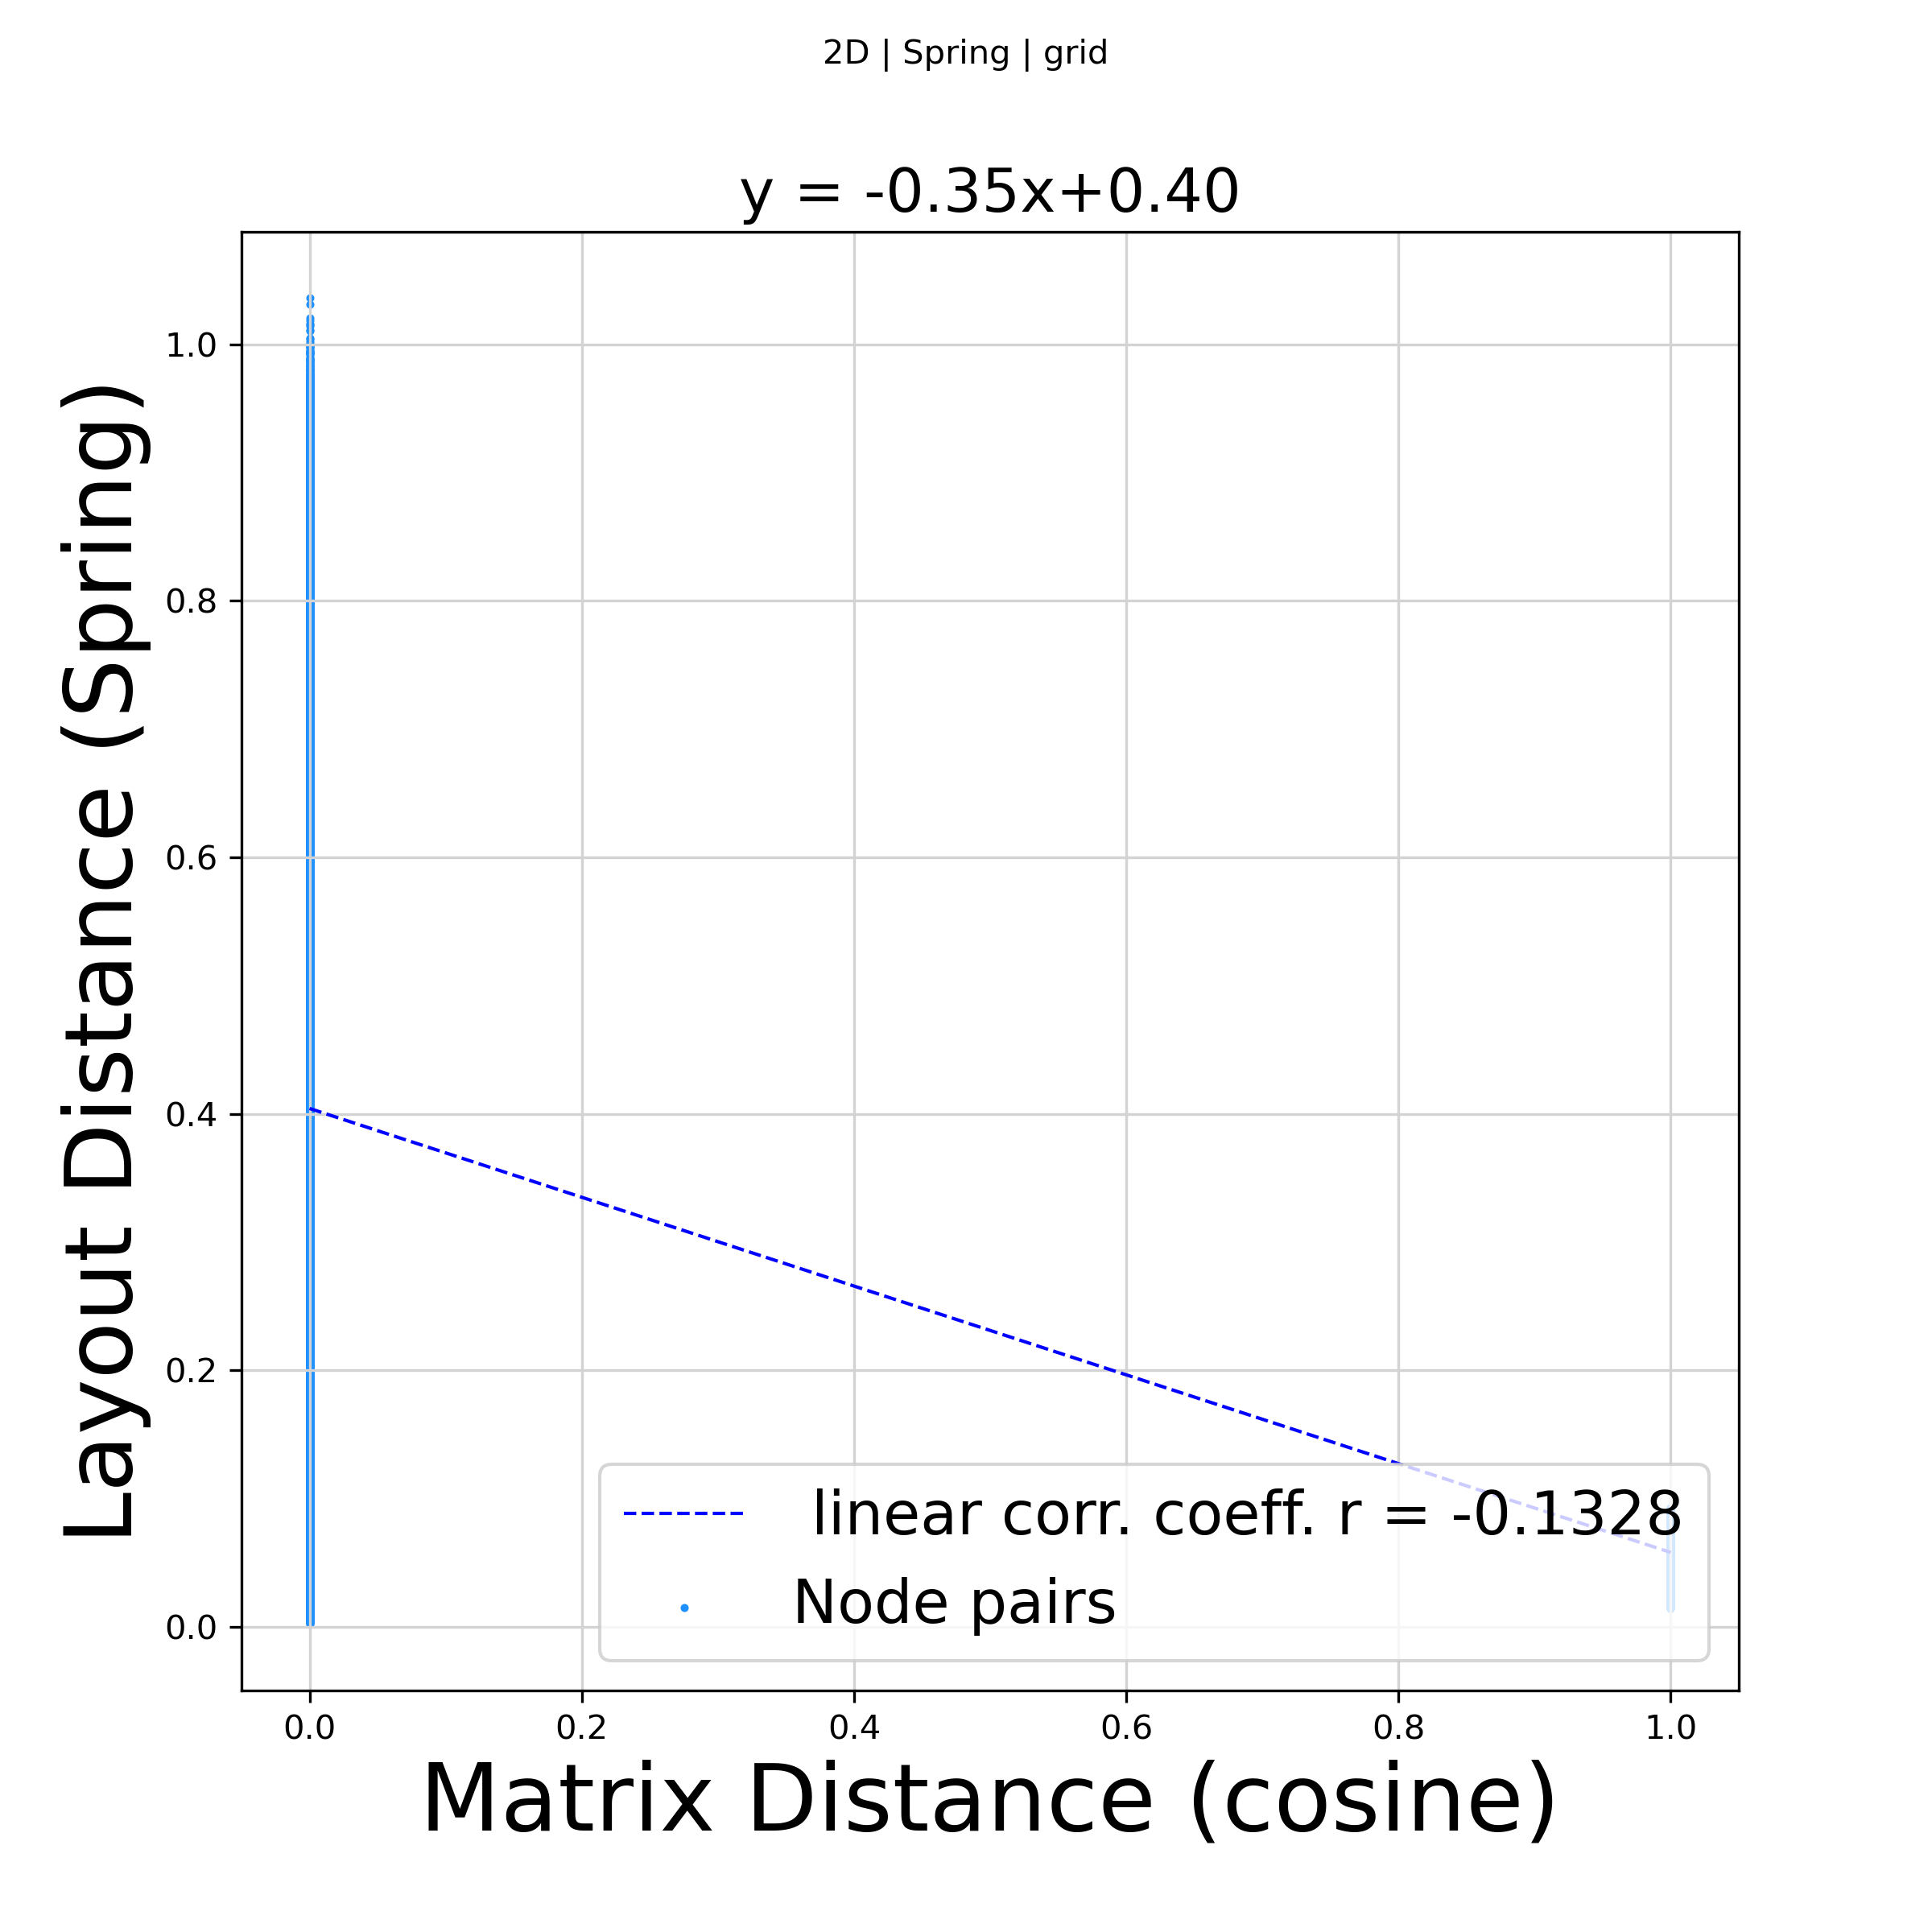 2D | Spring | grid
y = -0.35x+0.40
Layout Distance (Spring)
1.0
0.8
0.6
0.4
0.2
0.0
linear corr. coeff. r = -0.1328
Node pairs
0.0 0.2 0.4 0.6 0.8 1.0
Matrix Distance (cosine)